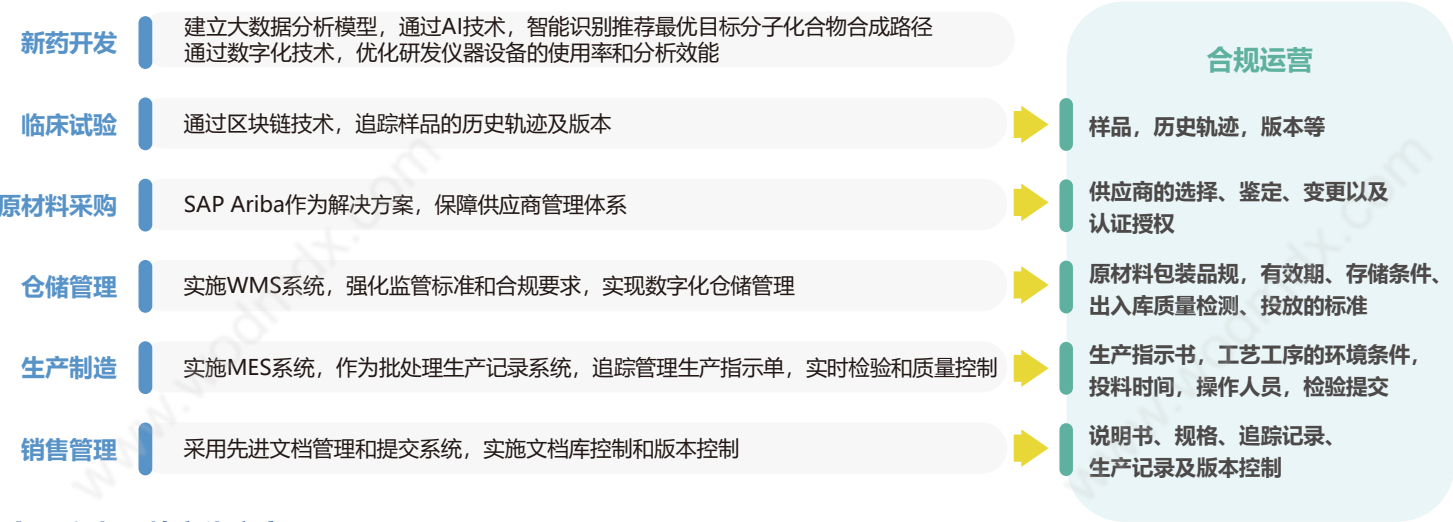 新药开发
建立大数据分析模型，通过AI技术，智能识别推荐最优目标分子化合物合成路径
通过数字化技术，优化研发仪器设备的使用率和分析效能
合规运营
临床试验
通过区块链技术，追踪样品的历史轨迹及版本
样品，历史轨迹，版本等
原材料采购
SAP Ariba作为解决方案，保障供应商管理体系
供应商的选择、鉴定、变更以及
认证授权
仓储管理
实施WMS系统，强化监管标准和合规要求，实现数字化仓储管理
原材料包装品规，有效期、存储条件、
出入库质量检测、投放的标准
生产制造
实施MES系统，作为批处理生产记录系统，追踪管理生产指示单，实时检验和质量控制
生产指示书，工艺工序的环境条件，
投料时间，操作人员，检验提交
销售管理
采用先进文档管理和提交系统，实施文档库控制和版本控制
说明书、规格、追踪记录、
生产记录及版本控制